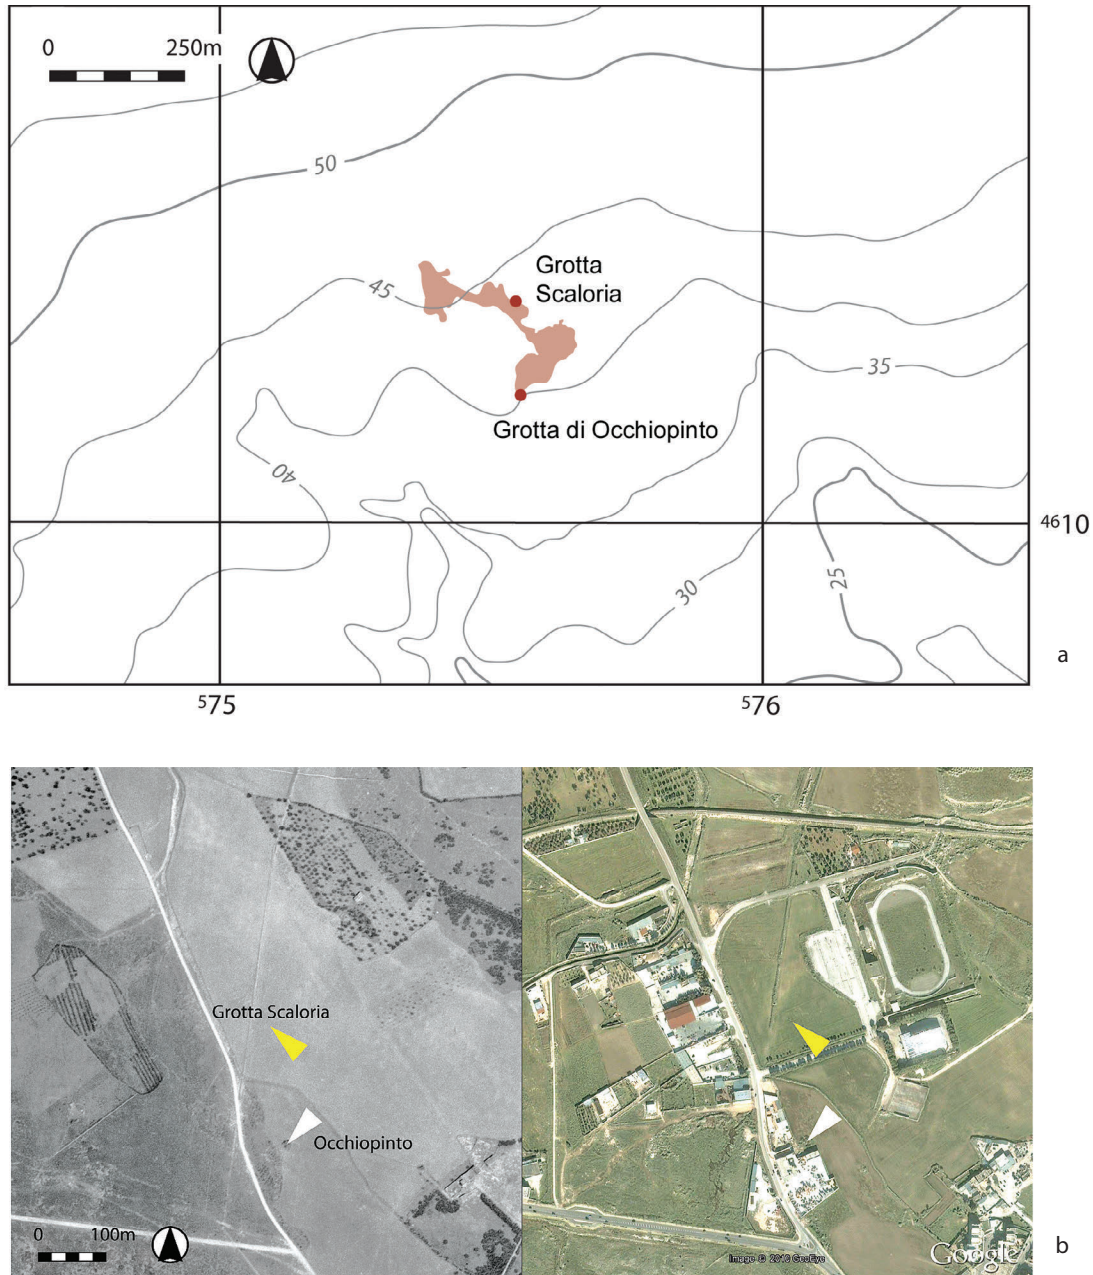 0 250m
50
Grotta
Scaloria
45
35
Grotta di Occhiopinto
40
4610
25
30
a
575
576
Grotta Scaloria
Occhiopinto
0 100m
Image © 2010 GeoEye
Google
b